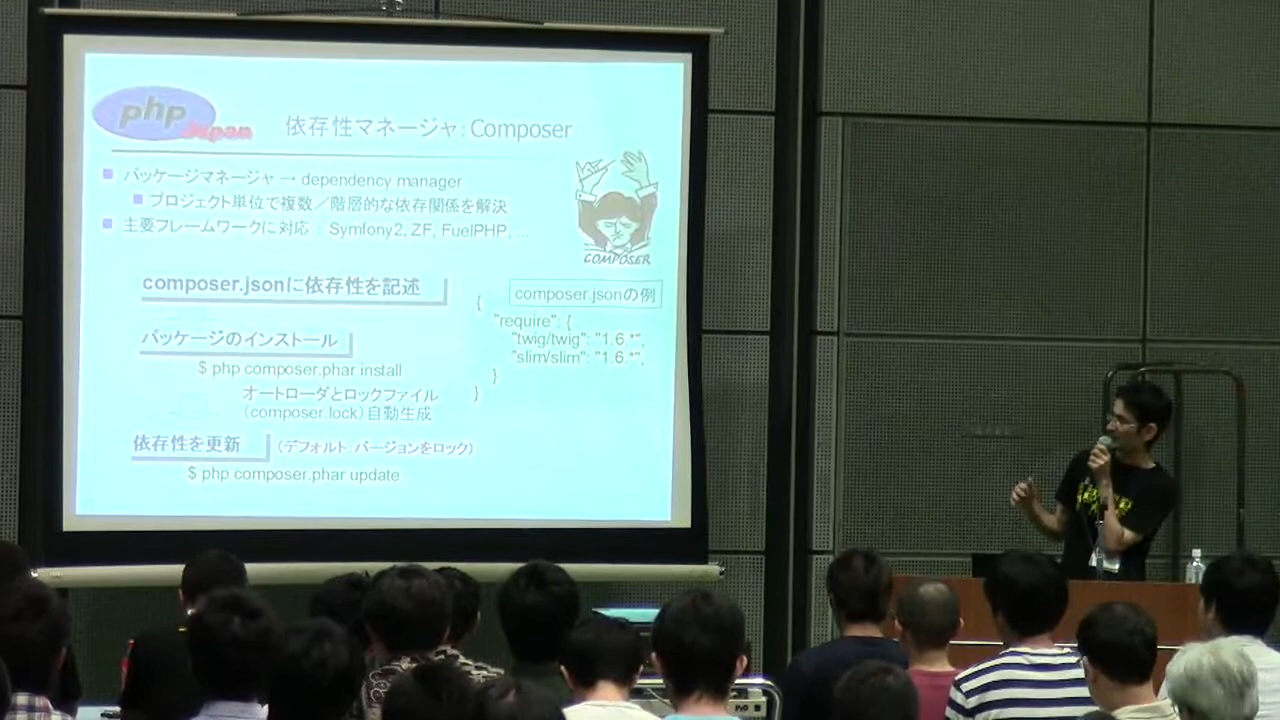 php
Japan
依存性マネージャ: Composer
パッケージマネージャ → dependency manager
プロジェクト単位で複数／階層的な依存関係を解決
主要フレームワークに対応 Symfony2, ZF, FuelPHP, ...
COMPOSER
composer.jsonに依存性を記述
composer.jsonの例
{
"require": {
"twig/twig": "1.6.*",
"slim/slim": "1.6.*",
}
}
パッケージのインストール
$ php composer.phar install
オートローダとロックファイル
(composer.lock)自動生成
依存性を更新 (デフォルト: バージョンをロック)
$ php composer.phar update